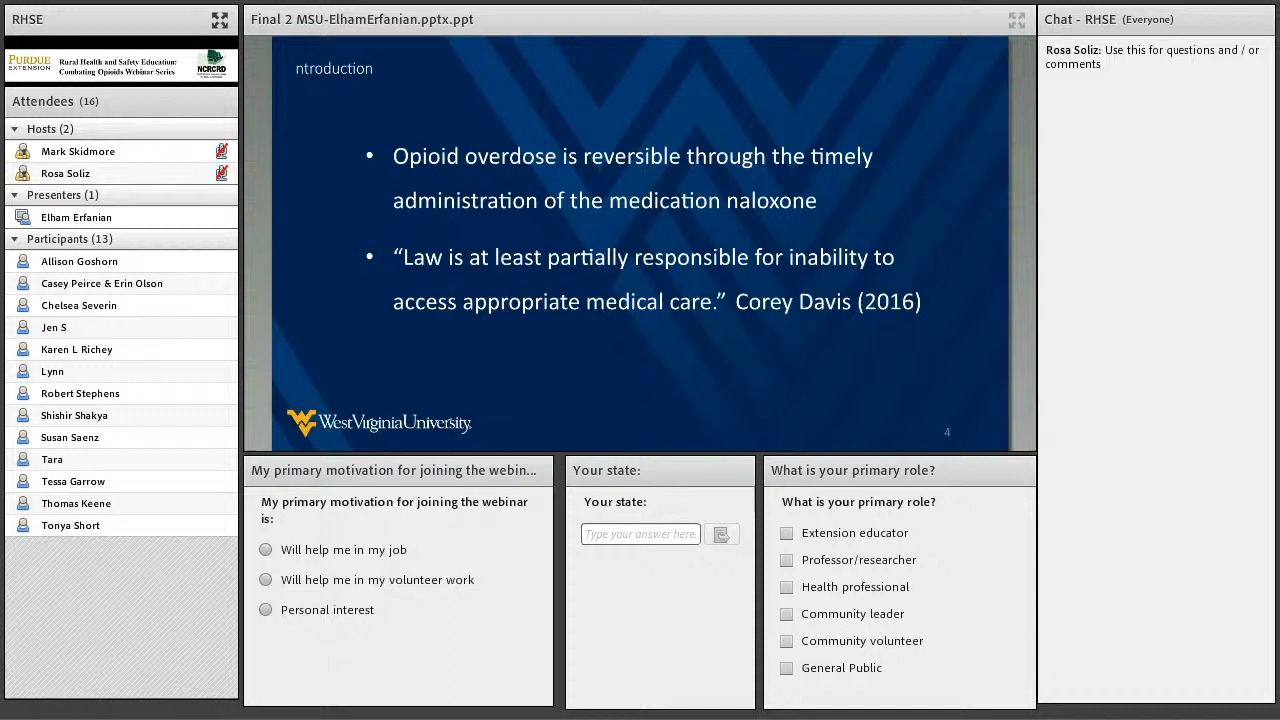 RHSE
PURDUE
EXTENSION
Rural Health and Safety Education:
Combating Opioids Webinar Series
NCRCRD
Attendees (16)
Hosts (2)
Mark Skidmore
Rosa Soliz
Presenters (1)
Elham Erfanian
Participants (13)
Allison Goshorn
Casey Peirce & Erin Olson
Chelsea Severin
Jen S
Karen L Richey
Lynn
Robert Stephens
Shishir Shakya
Susan Saenz
Tara
Tessa Garrow
Thomas Keene
Tonya Short
Final 2 MSU-ElhamErfanian.pptx.ppt
ntroduction
• Opioid overdose is reversible through the timely
administration of the medication naloxone
• “Law is at least partially responsible for inability to
access appropriate medical care.” Corey Davis (2016)
WestVirginiaUniversity.
4
My primary motivation for joining the webin...
My primary motivation for joining the webinar
is:
Will help me in my job
Will help me in my volunteer work
Personal interest
Your state:
Your state:
Type your answer here..
What is your primary role?
What is your primary role?
Extension educator
Professor/researcher
Health professional
Community leader
Community volunteer
General Public
Chat - RHSE (Everyone)
Rosa Soliz: Use this for questions and / or
comments